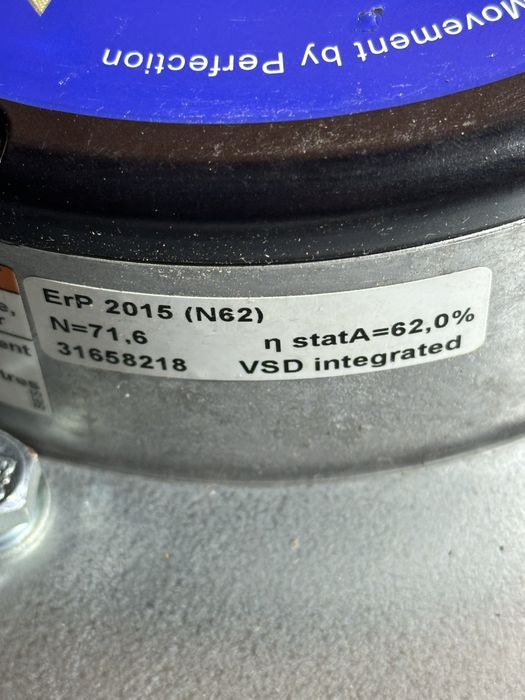 Movement by Perfection
ErP 2015 (N62)
N=71,6
η statA=62,0%
31658218
VSD integrated